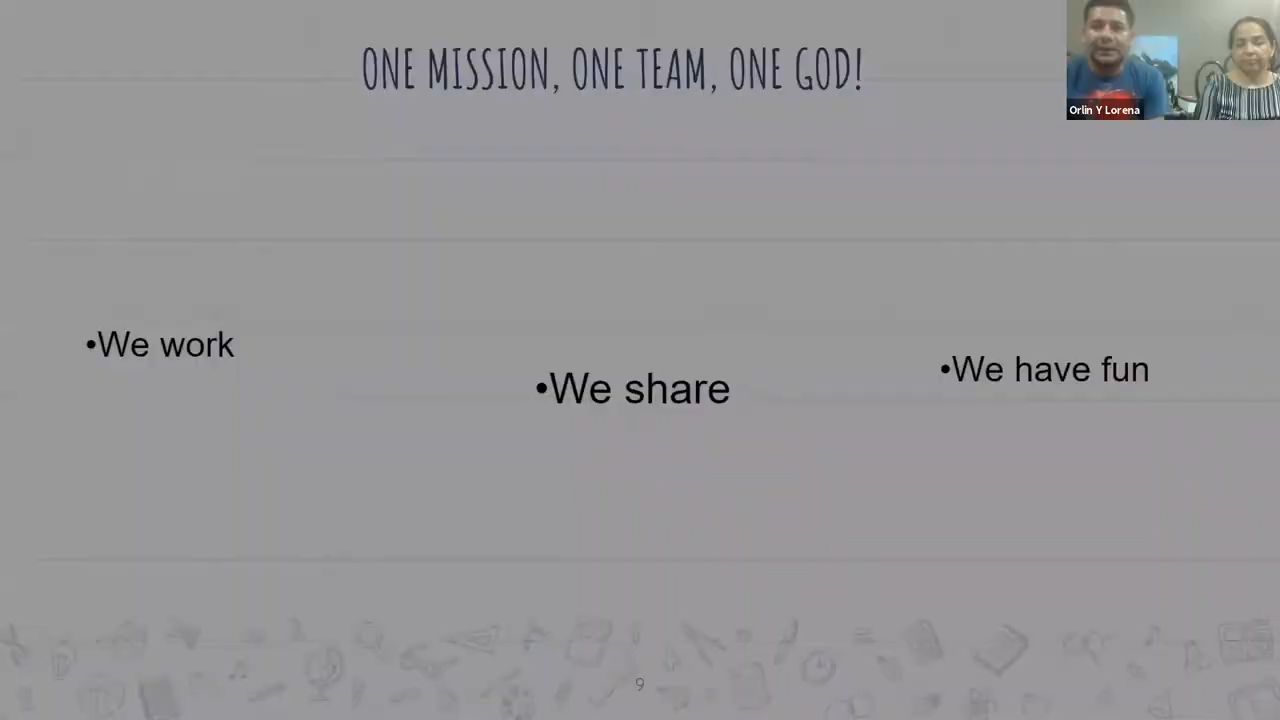 ONE MISSION, ONE TEAM, ONE GOD!
Orlin Y Lorena
•We work
•We share
•We have fun
9